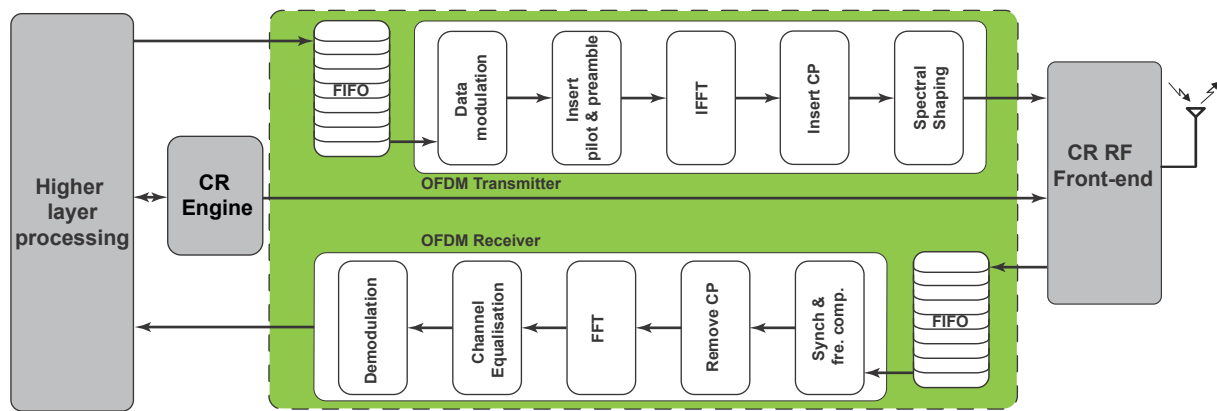 Higher
layer
processing
CR
Engine
FIFO
Data
modulation
Insert
pilot & preamble
IFFT
Insert CP
Spectral
Shaping
OFDM Transmitter
CR RF
Front-end
OFDM Receiver
Demodulation
Channel
Equalisation
FFT
Remove CP
Synch &
fre. comp.
FIFO